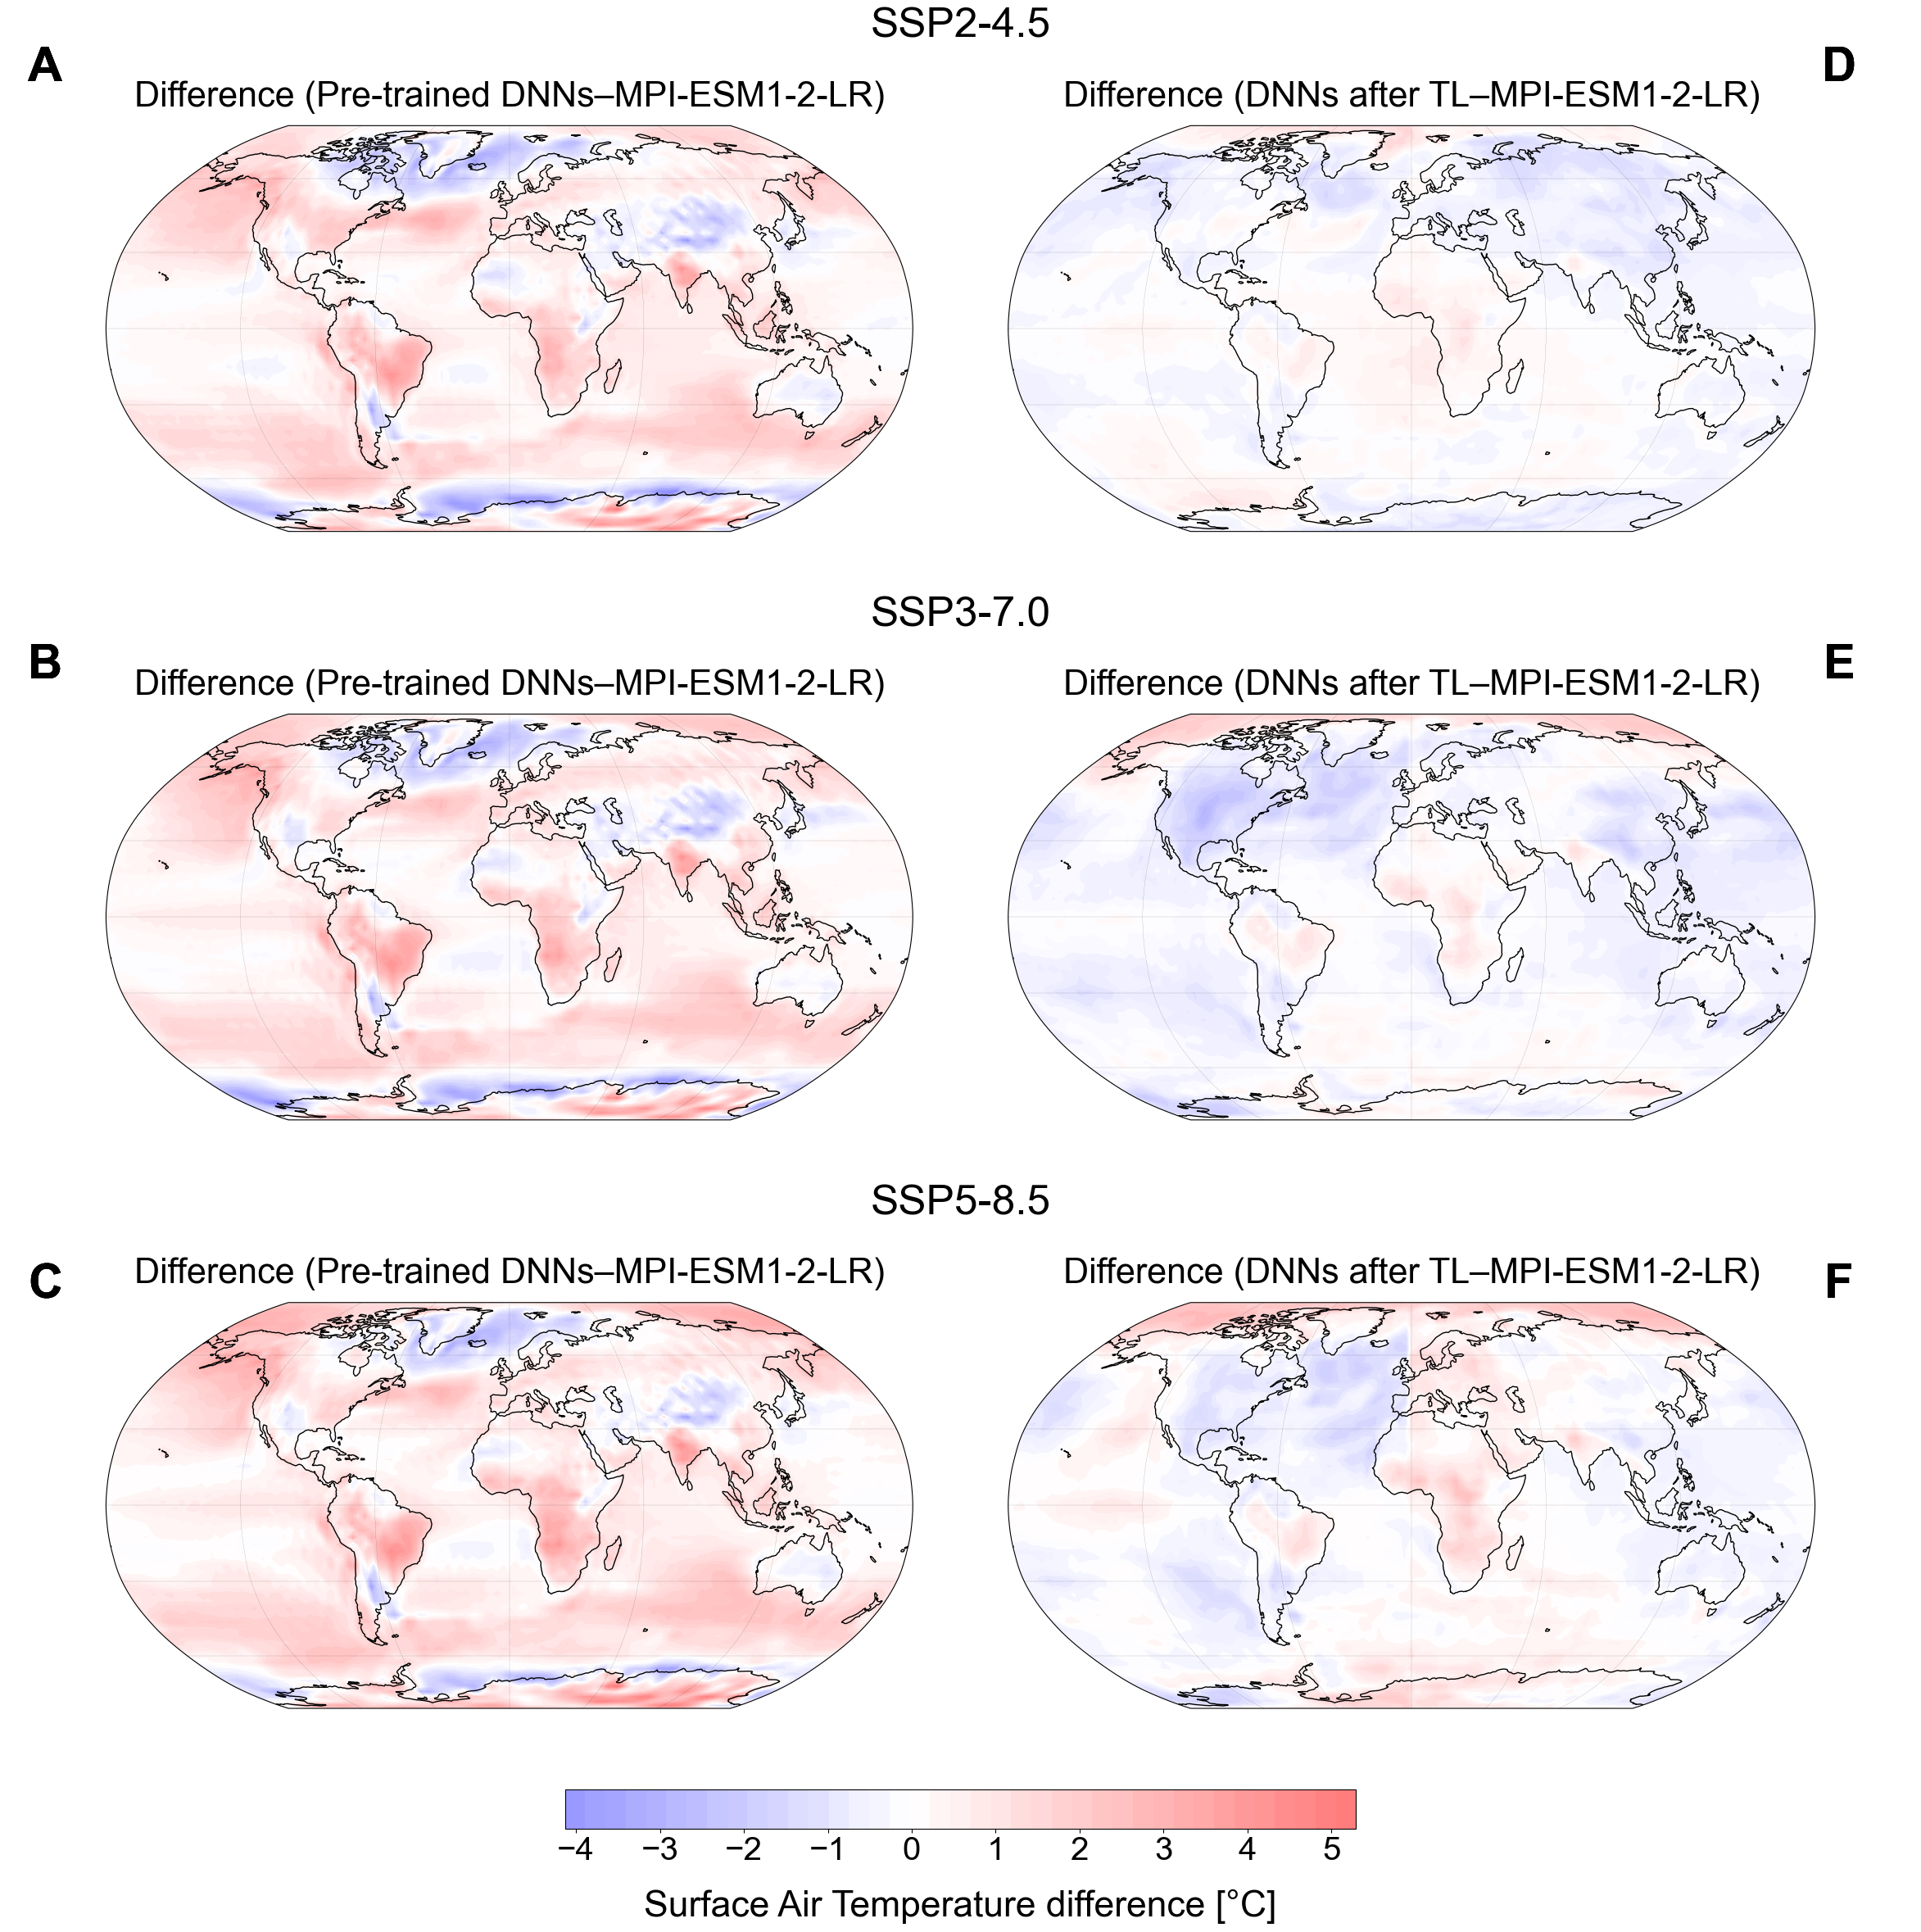 SSP2-4.5
A
D
Difference (Pre-trained DNNs–MPI-ESM1-2-LR)
Difference (DNNs after TL–MPI-ESM1-2-LR)
SSP3-7.0
B
E
Difference (Pre-trained DNNs–MPI-ESM1-2-LR)
Difference (DNNs after TL–MPI-ESM1-2-LR)
SSP5-8.5
C
F
Difference (Pre-trained DNNs–MPI-ESM1-2-LR)
Difference (DNNs after TL–MPI-ESM1-2-LR)
−4 −3 −2 −1 0 1 2 3 4 5
Surface Air Temperature difference [°C]